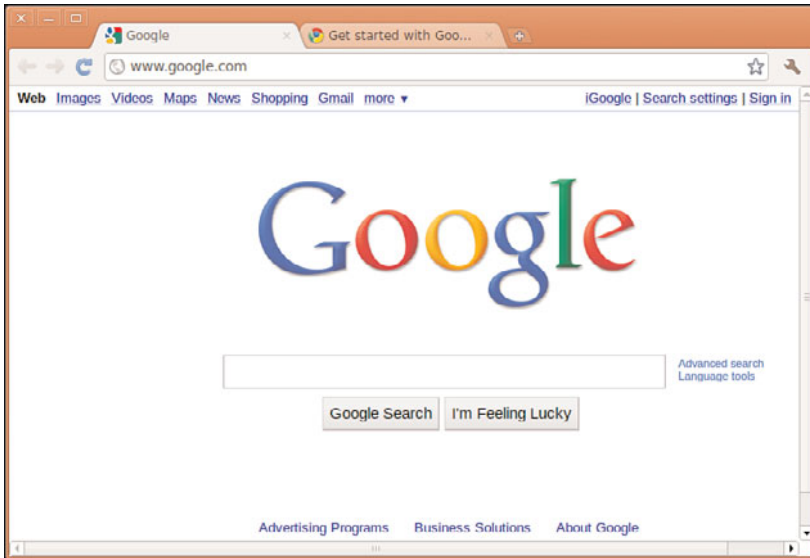 Google Get started with Goo...
www.google.com
Web Images Videos Maps News Shopping Gmail more ▾ iGoogle | Search settings | Sign in
Google
Advanced search
Language tools
Google Search I'm Feeling Lucky
Advertising Programs Business Solutions About Google